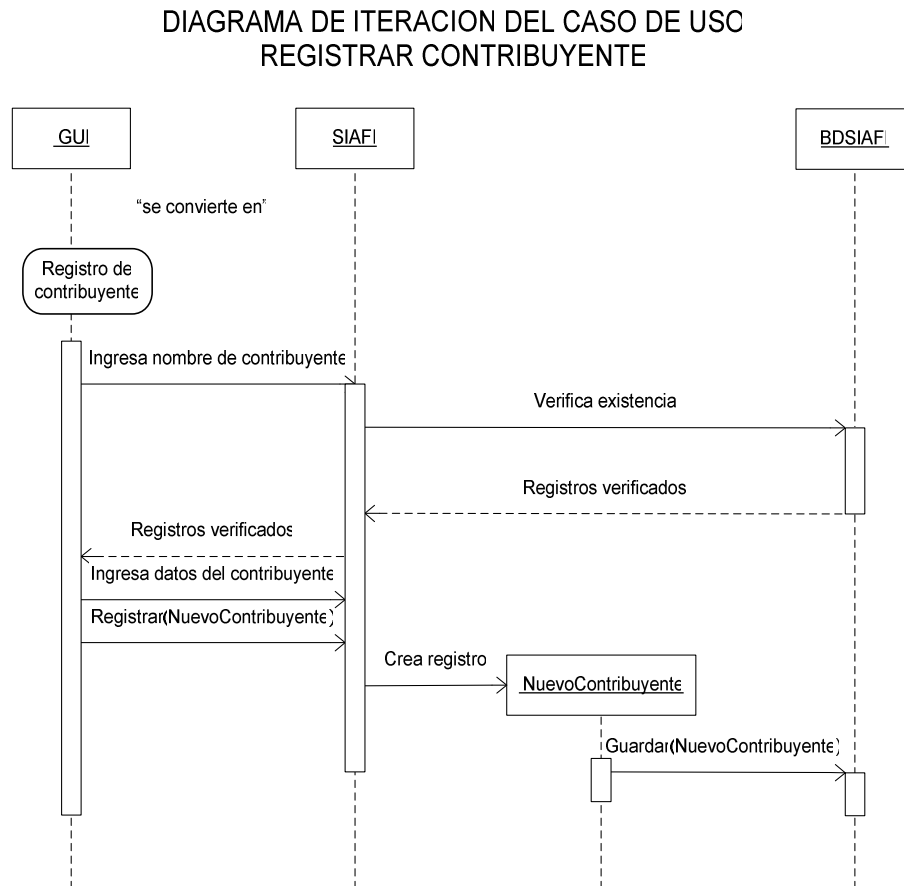 DIAGRAMA DE ITERACION DEL CASO DE USO
REGISTRAR CONTRIBUYENTE
GUI
SIAFI
BDSIAFI
"se convierte en"
Registro de
contribuyente
Ingresa nombre de contribuyente
Verifica existencia
Registros verificados
Registros verificados
Ingresa datos del contribuyente
Registrar(NuevoContribuyente)
Crea registro
NuevoContribuyente
Guardar(NuevoContribuyente)